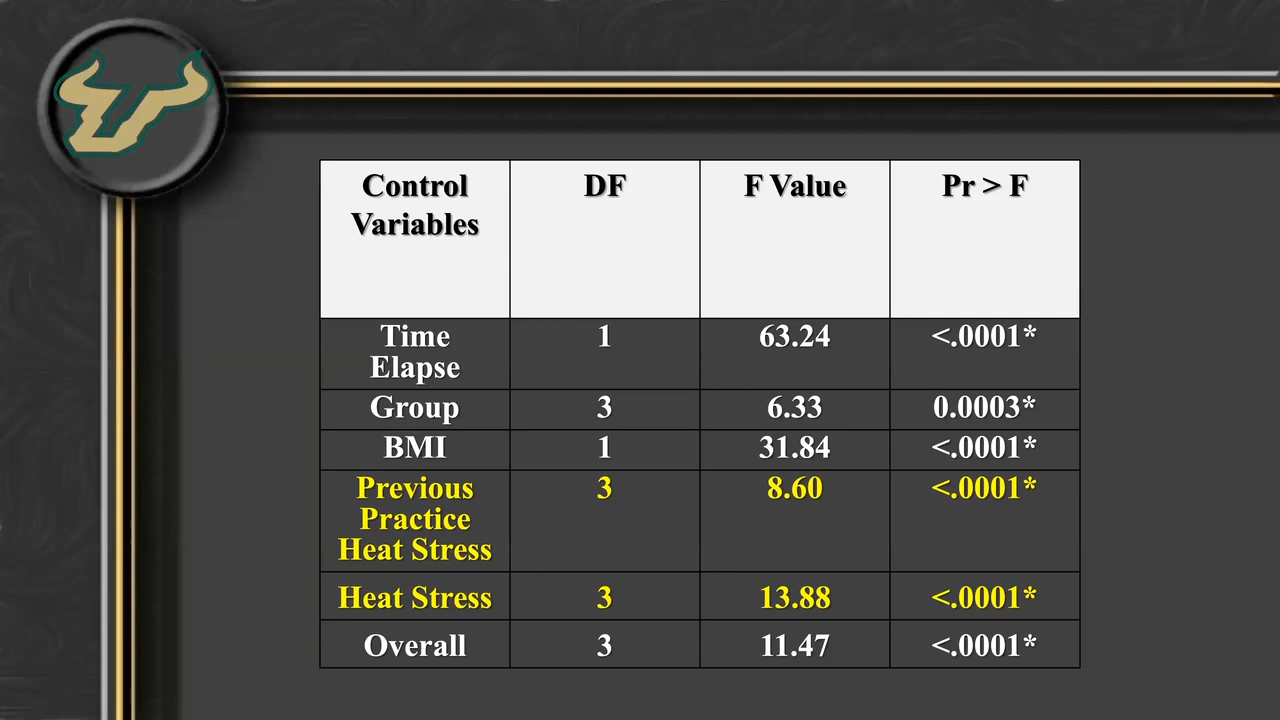 Control Variables DF F Value Pr > F
Time Elapse 1 63.24 <.0001*
Group 3 6.33 0.0003*
BMI 1 31.84 <.0001*
Previous Practice Heat Stress 3 8.60 <.0001*
Heat Stress 3 13.88 <.0001*
Overall 3 11.47 <.0001*